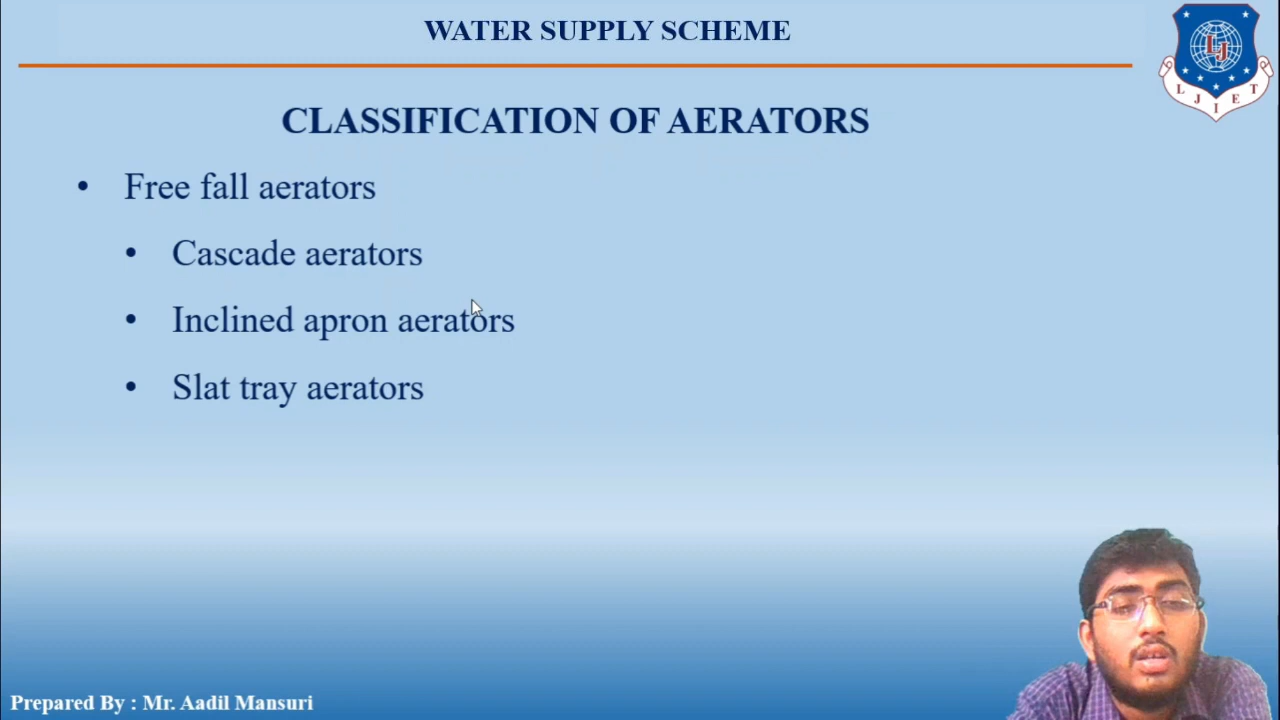 WATER SUPPLY SCHEME
LJ
L J I E T
CLASSIFICATION OF AERATORS
• Free fall aerators
• Cascade aerators
• Inclined apron aerators
• Slat tray aerators
Prepared By : Mr. Aadil Mansuri